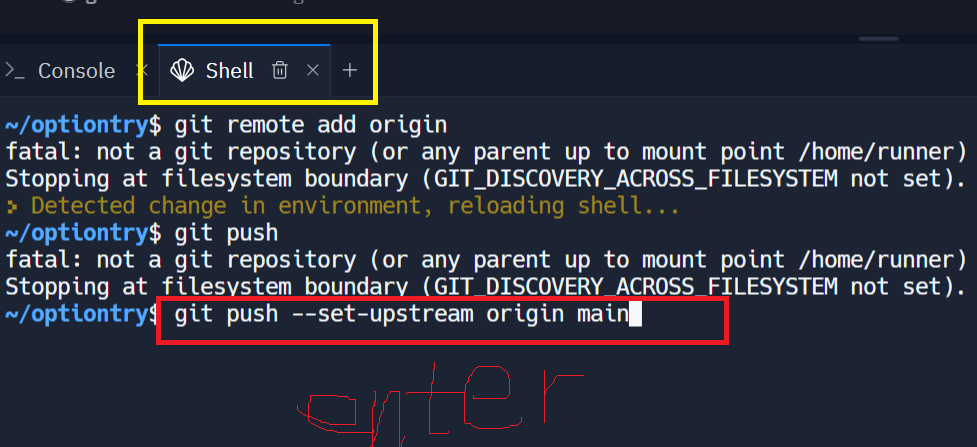 Console
Shell
~/optiontry$ git remote add origin
fatal: not a git repository (or any parent up to mount point /home/runner)
Stopping at filesystem boundary (GIT_DISCOVERY_ACROSS_FILESYSTEM not set).
Detected change in environment, reloading shell...
~/optiontry$ git push
fatal: not a git repository (or any parent up to mount point /home/runner)
Stopping at filesystem boundary (GIT_DISCOVERY_ACROSS_FILESYSTEM not set).
~/optiontry$ git push --set-upstream origin main
enter